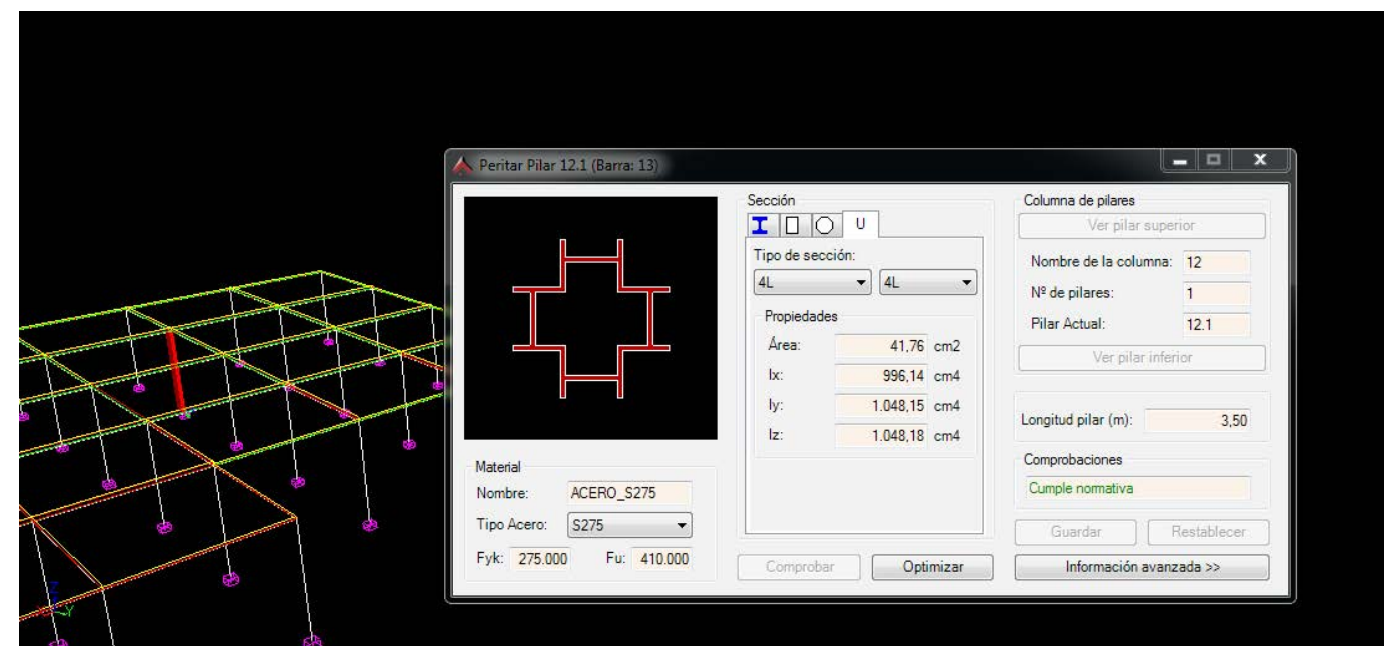 Peritar Pilar 12.1 (Barra: 13)
Sección
U
Tipo de sección:
4L 4L
Propiedades
Área: 41,76 cm2
Ix: 996,14 cm4
Iy: 1.048,15 cm4
Iz: 1.048,18 cm4
Material
Nombre: ACERO_S275
Tipo Acero: S275
Fyk: 275.000 Fu: 410.000
Comprobar Optimizar
Columna de pilares
Ver pilar superior
Nombre de la columna: 12
Nº de pilares: 1
Pilar Actual: 12.1
Ver pilar inferior
Longitud pilar (m): 3,50
Comprobaciones
Cumple normativa
Guardar Restablecer
Información avanzada >>
Z
Y